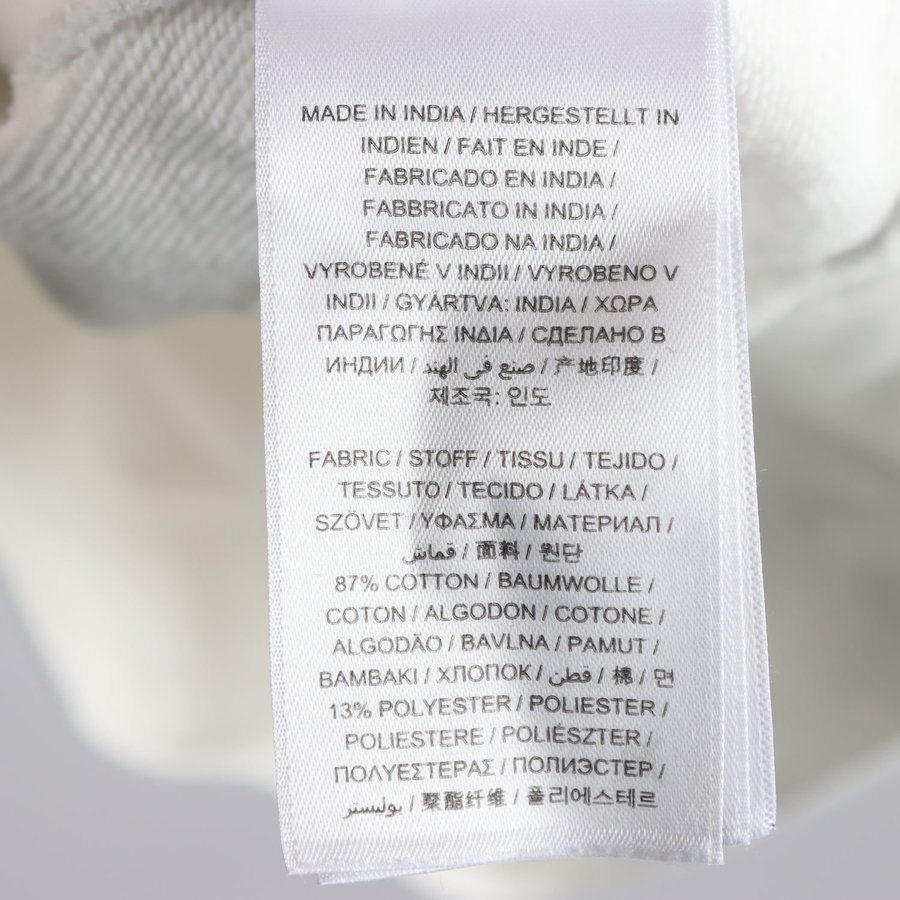 MADE IN INDIA / HERGESTELLT IN
INDIEN / FAIT EN INDE /
FABRICADO EN INDIA /
FABBRICATO IN INDIA /
FABRICADO NA INDIA /
VYROBENÉ V INDII / VYROBENO V
INDII / GYÁRTVA: INDIA / ΧΩΡΑ
ΠΑΡΑΓΩΓΗΣ ΙΝΔΙΑ / СДЕЛАНО В
ИНДИИ / صنع في الهند / 产地印度 /
제조국: 인도
FABRIC / STOFF / TISSU / TEJIDO /
TESSUTO / TECIDO / LÁTKA /
SZÖVET / ΥΦΑΣΜΑ / МАТЕРИАЛ /
قماش / 面料 / 원단
87% COTTON / BAUMWOLLE /
COTON / ALGODON / COTONE /
ALGODÃO / BAVLNA / PAMUT /
BAMBAKI / ХЛОПОК / قطن / 棉 / 면
13% POLYESTER / POLIESTER /
POLIESTERE / POLIÉSZTER /
ΠΟΛΥΕΣΤΕΡΑΣ / ПОЛИЭСТЕР /
بوليستر / 聚酯纤维 / 폴리에스테르